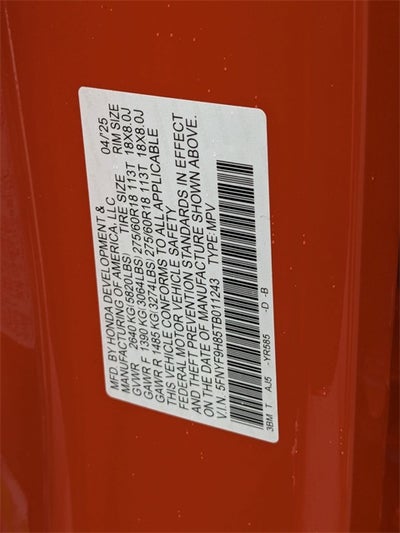 MFD. BY HONDA DEVELOPMENT & 04/'25
MANUFACTURING OF AMERICA, LLC
TIRE SIZE RIM SIZE
GVWR 2640 KG(5820LBS)
GAWR F 1390 KG(3064LBS) 275/60R18 113T 18X8.0J
GAWR R 1485 KG(3274LBS) 275/60R18 113T 18X8.0J
THIS VEHICLE CONFORMS TO ALL APPLICABLE
FEDERAL MOTOR VEHICLE SAFETY
AND THEFT PREVENTION STANDARDS IN EFFECT
ON THE DATE OF MANUFACTURE SHOWN ABOVE.
V.I.N. 5FNYF9H85TB011243 TYPE: MPV
3BM T AJ5 -YR585 -D -B